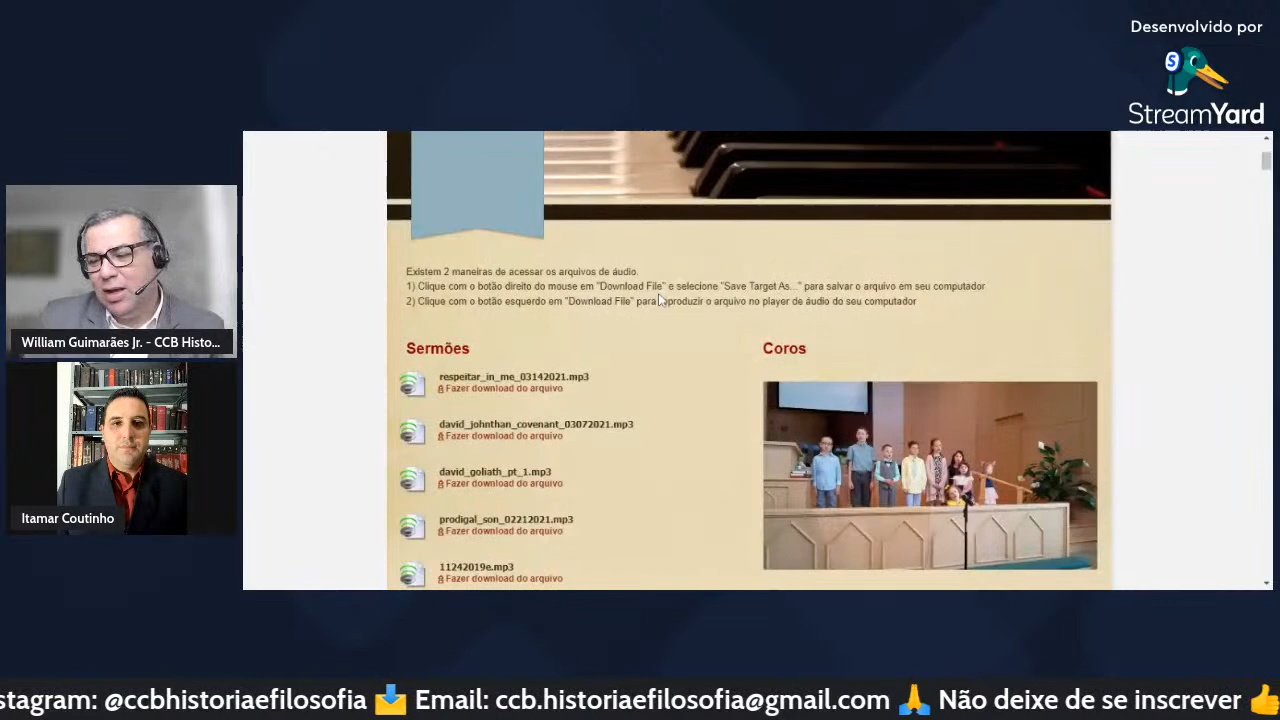 Desenvolvido por
StreamYard
Existem 2 maneiras de acessar os arquivos de áudio.
1) Clique com o botão direito do mouse em "Download File" e selecione "Save Target As..." para salvar o arquivo em seu computador
2) Clique com o botão esquerdo em "Download File" para reproduzir o arquivo no player de áudio do seu computador
Sermões
respeitar_in_me_03142021.mp3
Fazer download do arquivo
david_johnthan_covenant_03072021.mp3
Fazer download do arquivo
david_goliath_pt_1.mp3
Fazer download do arquivo
prodigal_son_02212021.mp3
Fazer download do arquivo
11242019e.mp3
Fazer download do arquivo
Coros
William Guimarães Jr. - CCB Histo...
Itamar Coutinho
stagram: @ccbhistoriaefilosofia 📩 Email: ccb.historiaefilosofia@gmail.com 🙏 Não deixe de se inscrever 👍